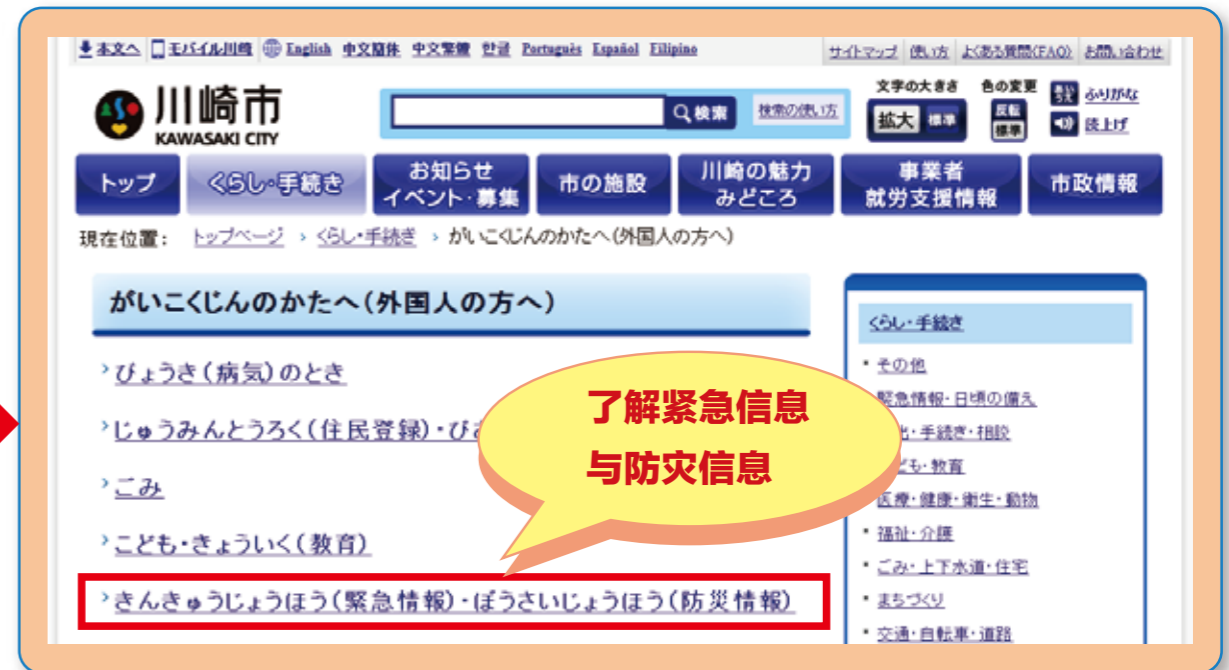 本文へ モバイル川崎 English 中文簡体 中文繁體 한글 Português Español Filipino
サイトマップ 使い方 よくある質問(FAQ) お問い合わせ
川崎市
KAWASAKI CITY
検索 検索の使い方
文字の大きさ 色の変更
拡大 標準 反転 標準
ふりがな
読上げ
トップ くらし・手続き お知らせ イベント・募集 市の施設 川崎の魅力 みどころ 事業者 就労支援情報 市政情報
現在位置: トップページ › くらし・手続き › がいこくじんのかたへ(外国人の方へ)
がいこくじんのかたへ(外国人の方へ)
びょうき(病気)のとき
じゅうみんとうろく(住民登録)・びざ
ごみ
こども・きょういく(教育)
きんきゅうじょうほう(緊急情報)・ぼうさいじょうほう(防災情報)
了解紧急信息
与防灾信息
くらし・手続き
その他
緊急情報・日頃の備え
・手続き・相談
ども・教育
医療・健康・衛生・動物
福祉・介護
ごみ・上下水道・住宅
まちづくり
交通・自転車・道路